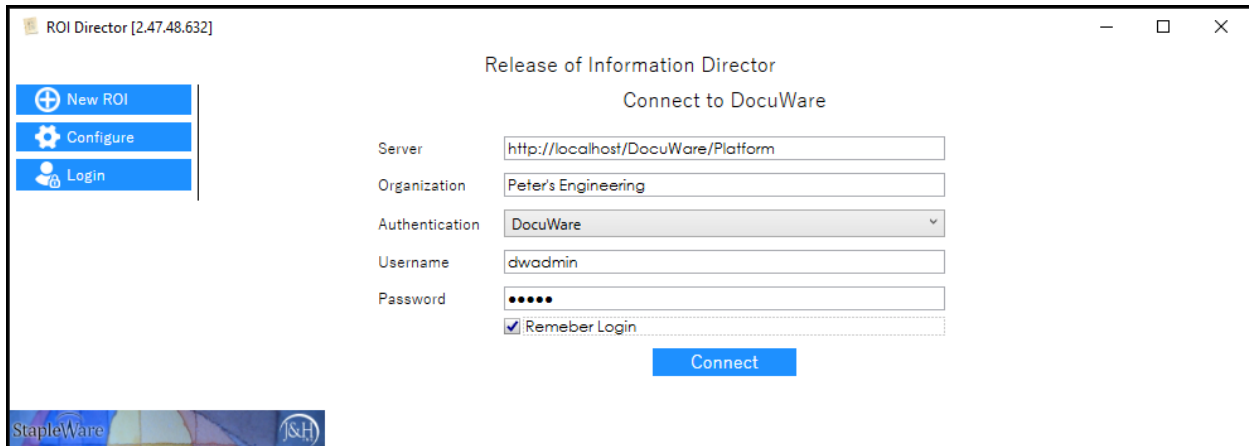 ROI Director [2.47.48.632]
Release of Information Director
New ROI
Configure
Login
Connect to DocuWare
Server http://localhost/DocuWare/Platform
Organization Peter's Engineering
Authentication DocuWare
Username dwadmin
Password •••••
Remeber Login
Connect
StapleWare J&H